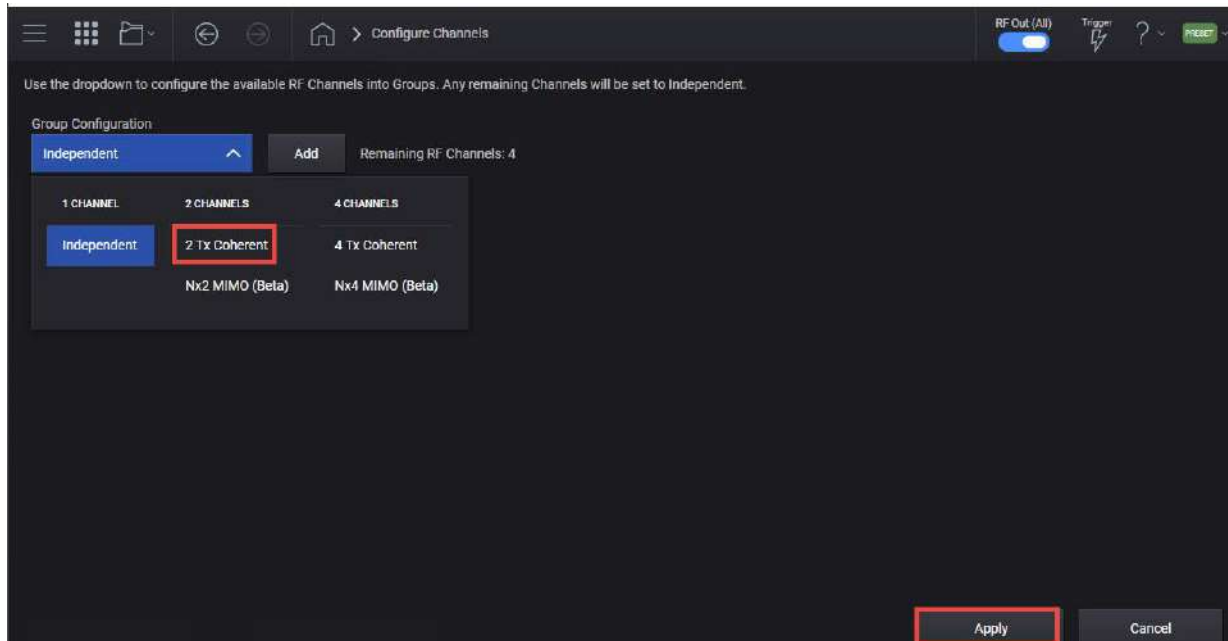 Configure Channels
RF Out (All)
Trigger
PRESET
Use the dropdown to configure the available RF Channels into Groups. Any remaining Channels will be set to Independent.
Group Configuration
Independent
Add
Remaining RF Channels: 4
1 CHANNEL
2 CHANNELS
4 CHANNELS
Independent
2 Tx Coherent
4 Tx Coherent
Nx2 MIMO (Beta)
Nx4 MIMO (Beta)
Apply
Cancel